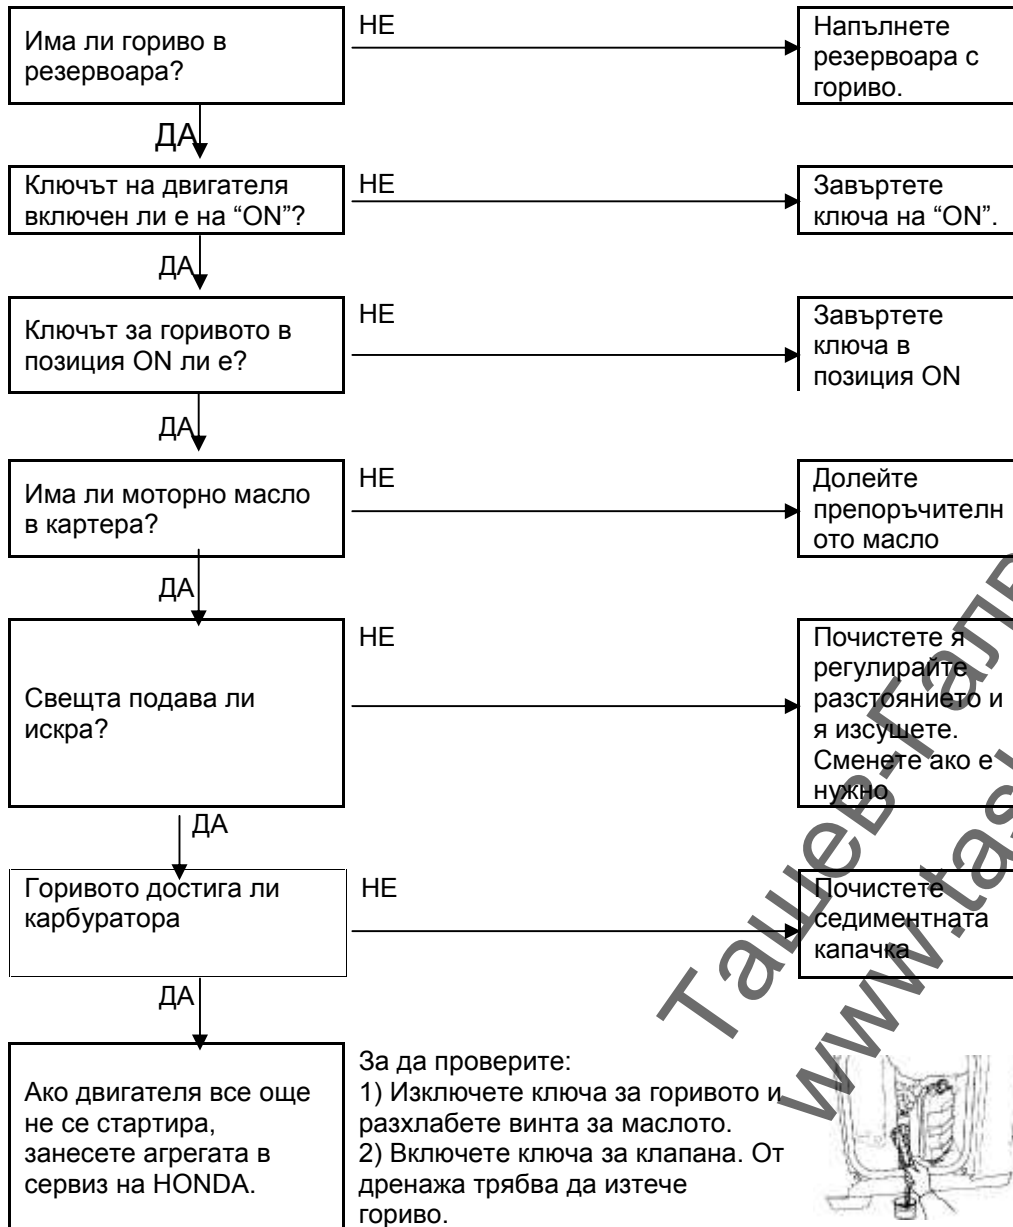 Има ли гориво в
резервоара?
НЕ
Напълнете
резервоара с
гориво.
ДА
Ключът на двигателя
включен ли е на “ON”?
НЕ
Завъртете
ключа на “ON”.
ДА
Ключът за горивото в
позиция ON ли е?
НЕ
Завъртете
ключа в
позиция ON
ДА
Има ли моторно масло
в картера?
НЕ
Долейте
препоръчителн
ото масло
ДА
Свещта подава ли
искра?
НЕ
Почистете я
регулирайте
разстоянието и
я изсушете.
Сменете ако е
нужно
ДА
Горивото достига ли
карбуратора
НЕ
Почистете
седиментната
капачка
ДА
Ако двигателя все още
не се стартира,
занесете агрегата в
сервиз на HONDA.
За да проверите:
1) Изключете ключа за горивото и
разхлабете винта за маслото.
2) Включете ключа за клапана. От
дренажа трябва да изтече
гориво.
Ташев-Галв
www.tas